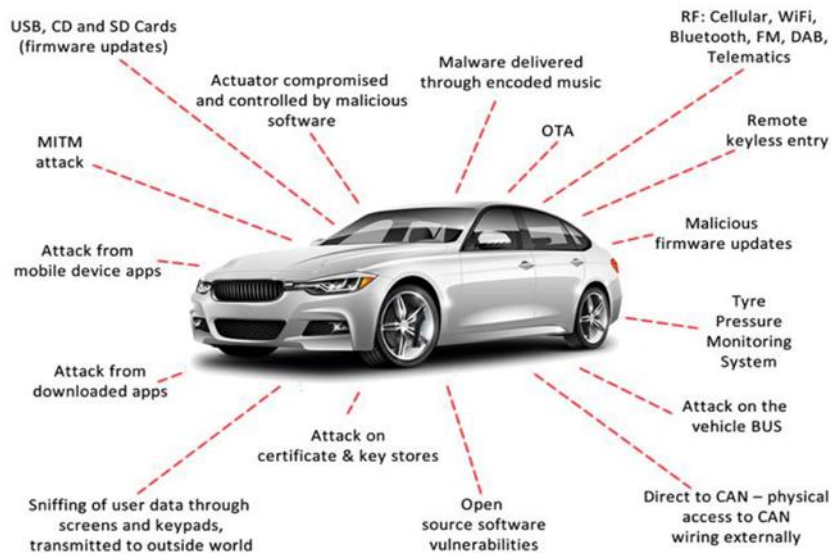 USB, CD and SD Cards
(firmware updates)
Actuator compromised
and controlled by malicious
software
Malware delivered
through encoded music
RF: Cellular, WiFi,
Bluetooth, FM, DAB,
Telematics
OTA
Remote
keyless entry
MITM
attack
Malicious
firmware updates
Attack from
mobile device apps
Tyre
Pressure
Monitoring
System
Attack from
downloaded apps
Attack on the
vehicle BUS
Attack on
certificate & key stores
Sniffing of user data through
screens and keypads,
transmitted to outside world
Open
source software
vulnerabilities
Direct to CAN – physical
access to CAN
wiring externally